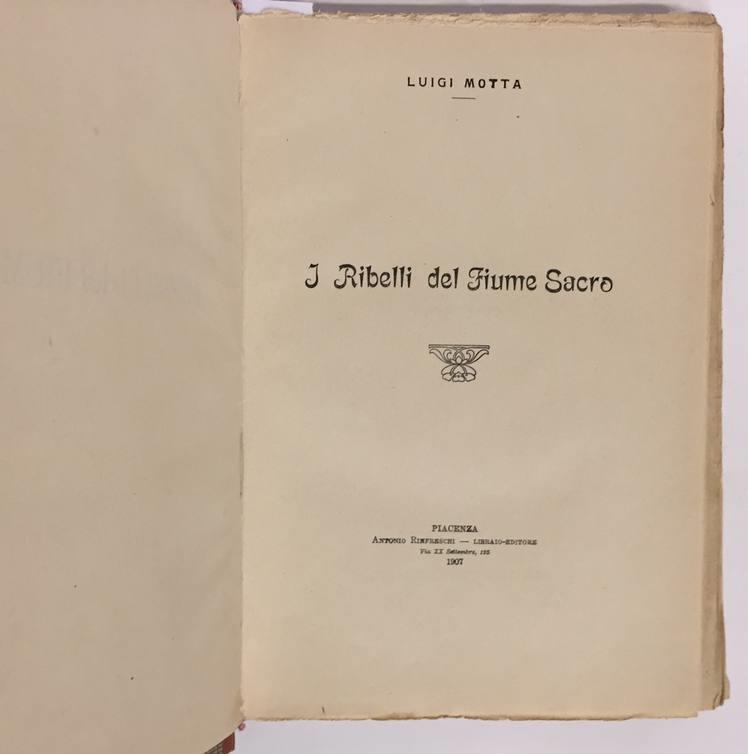 LUIGI MOTTA
I Ribelli del Fiume Sacro
PIACENZA
ANTONIO RINFRESCHI — LIBRAIO-EDITORE
Via XX Settembre, 195
1907